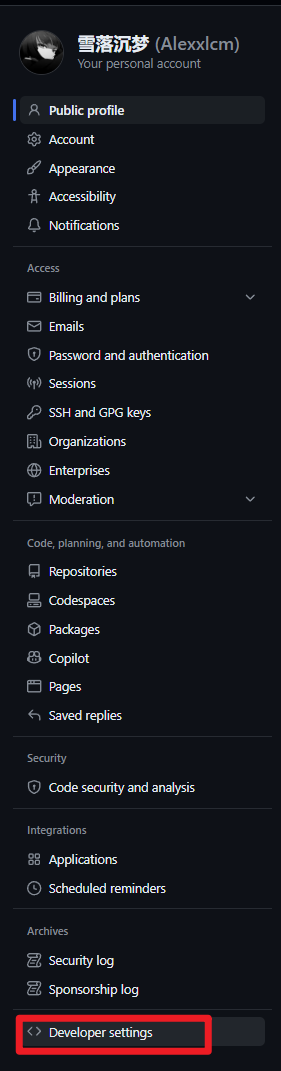 雪落沉梦 (Alexxlcm)
Your personal account
Public profile
Account
Appearance
Accessibility
Notifications
Access
Billing and plans
Emails
Password and authentication
Sessions
SSH and GPG keys
Organizations
Enterprises
Moderation
Code, planning, and automation
Repositories
Codespaces
Packages
Copilot
Pages
Saved replies
Security
Code security and analysis
Integrations
Applications
Scheduled reminders
Archives
Security log
Sponsorship log
Developer settings